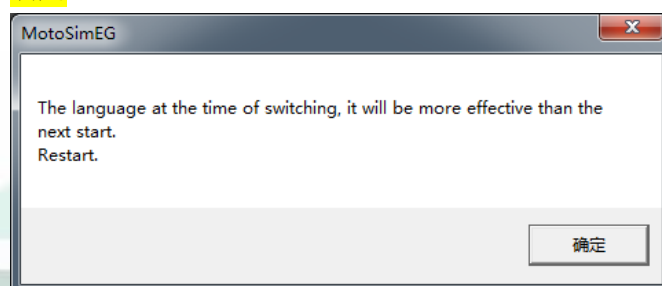 MotoSimEG
The language at the time of switching, it will be more effective than the
next start.
Restart.
确定